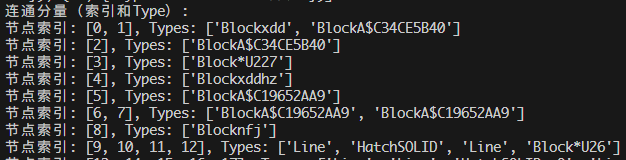 连通分量（索引和Type）：
节点索引: [0, 1], Types: ['Blockxdd', 'BlockA$C34CE5B40']
节点索引: [2], Types: ['BlockA$C34CE5B40']
节点索引: [3], Types: ['Block*U227']
节点索引: [4], Types: ['Blockxddhz']
节点索引: [5], Types: ['BlockA$C19652AA9']
节点索引: [6, 7], Types: ['BlockA$C19652AA9', 'BlockA$C19652AA9']
节点索引: [8], Types: ['Blocknfj']
节点索引: [9, 10, 11, 12], Types: ['Line', 'HatchSOLID', 'Line', 'Block*U26']